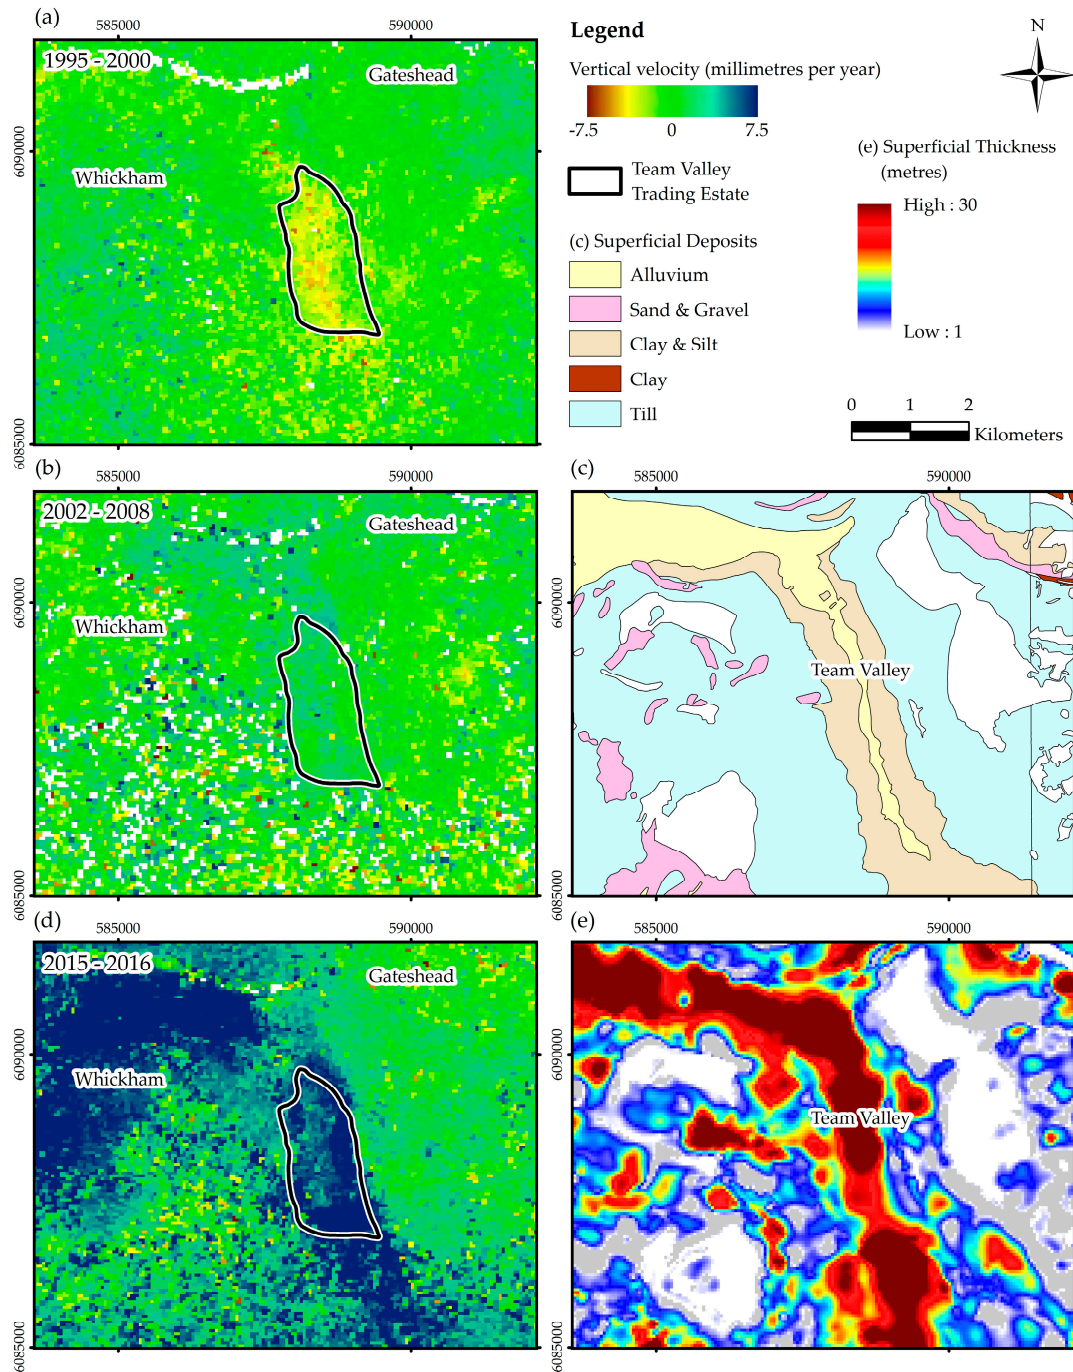 (a)
585000
590000
1995 - 2000
Gateshead
Whickham
6090000
6085000
Legend
Vertical velocity (millimetres per year)
-7.5
0
7.5
Team Valley
Trading Estate
(c) Superficial Deposits
Alluvium
Sand & Gravel
Clay & Silt
Clay
Till
N
(e) Superficial Thickness
(metres)
High : 30
Low : 1
0
1
2
Kilometers
(b)
585000
590000
2002 - 2008
Gateshead
Whickham
6090000
6085000
(c)
585000
590000
Team Valley
6090000
6085000
(d)
585000
590000
2015 - 2016
Gateshead
Whickham
6090000
6085000
(e)
585000
590000
Team Valley
6090000
6085000